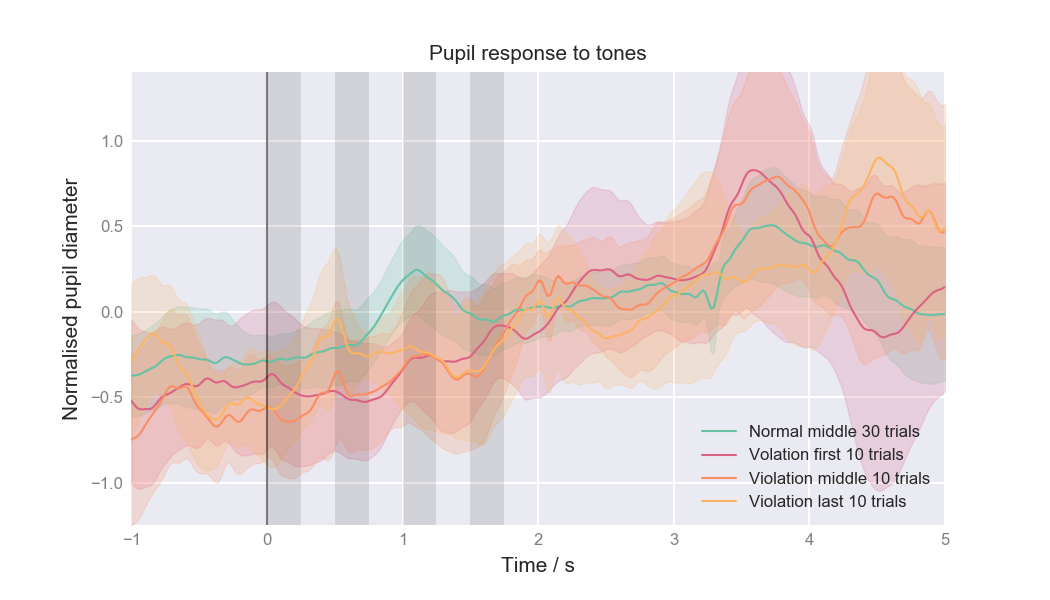 Pupil response to tones
Normalised pupil diameter
1.0
0.5
0.0
−0.5
−1.0
Normal middle 30 trials
Volation first 10 trials
Violation middle 10 trials
Violation last 10 trials
−1 0 1 2 3 4 5
Time / s